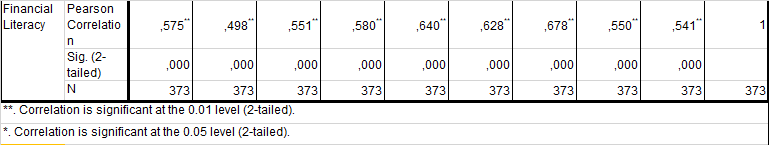 Financial Literacy Pearson Correlation ,575** ,498** ,551** ,580** ,640** ,628** ,678** ,550** ,541** 1
Sig. (2-tailed) ,000 ,000 ,000 ,000 ,000 ,000 ,000 ,000 ,000
N 373 373 373 373 373 373 373 373 373 373
**. Correlation is significant at the 0.01 level (2-tailed).
*. Correlation is significant at the 0.05 level (2-tailed).